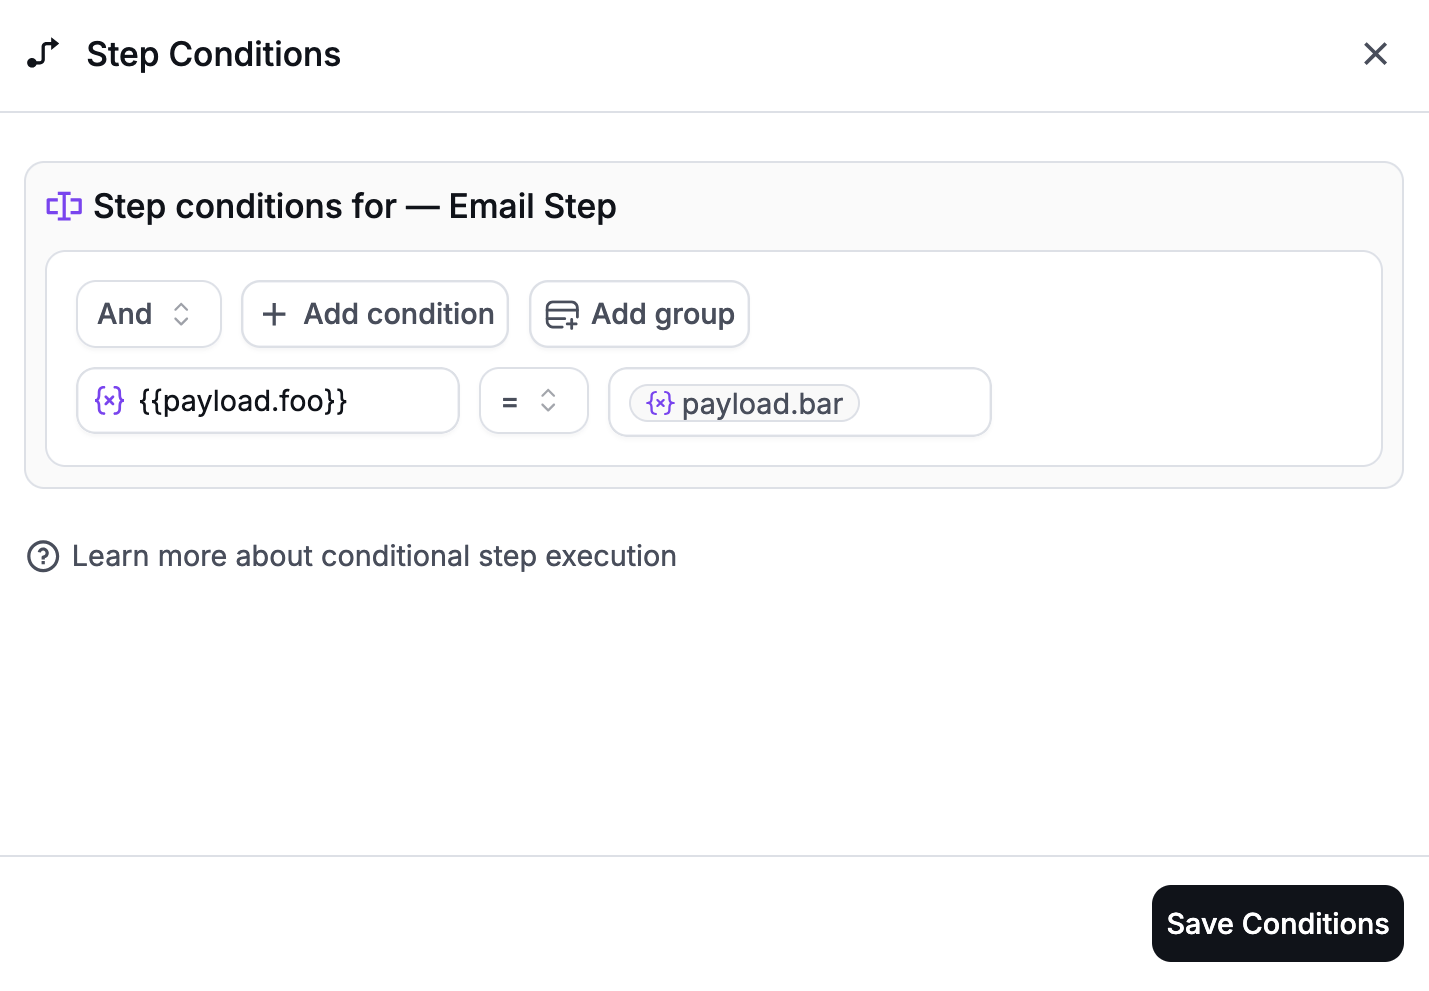 Step Conditions
Step conditions for — Email Step
And Add condition Add group
{{payload.foo}} = payload.bar
Learn more about conditional step execution
Save Conditions